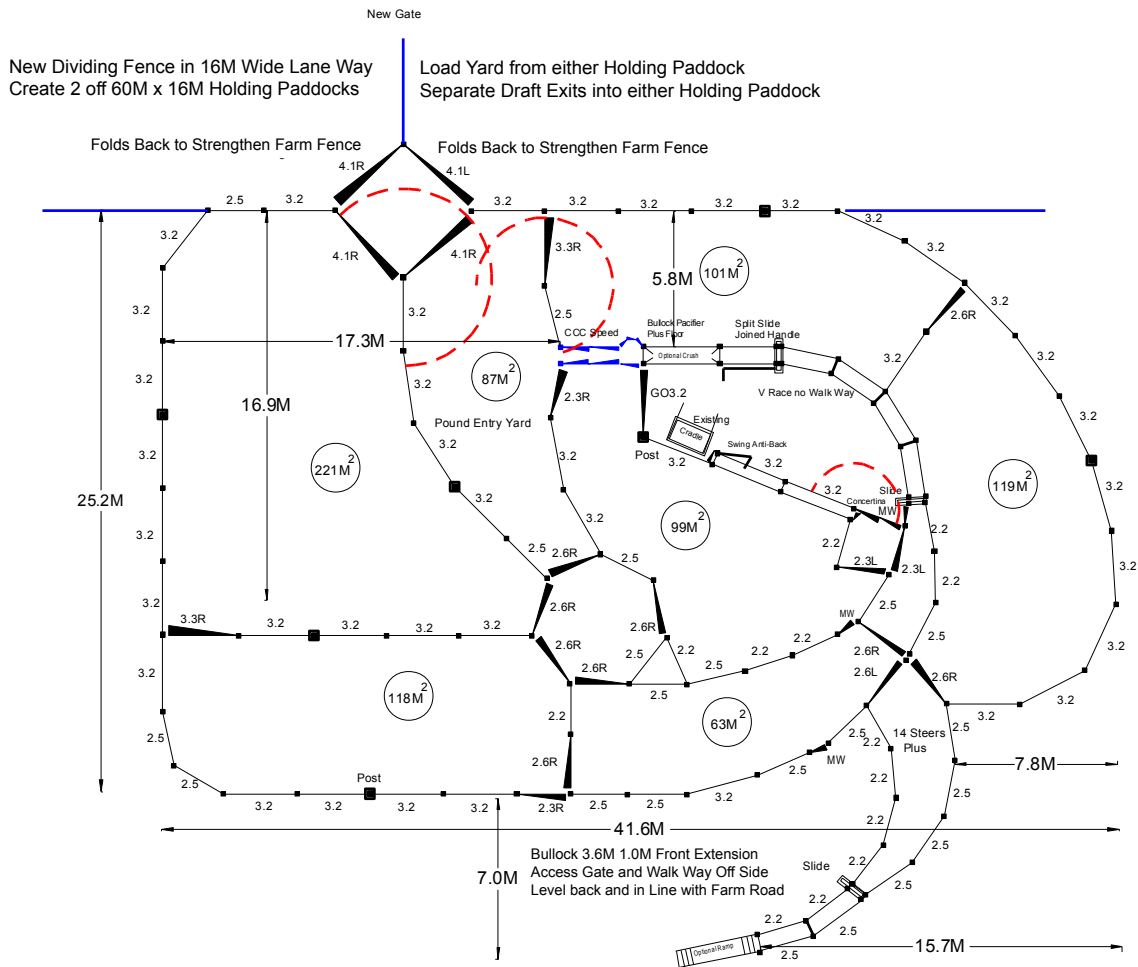 New Gate
New Dividing Fence in 16M Wide Lane Way
Create 2 off 60M x 16M Holding Paddocks
Load Yard from either Holding Paddock
Separate Draft Exits into either Holding Paddock
Folds Back to Strengthen Farm Fence
Folds Back to Strengthen Farm Fence
4.1R
4.1L
2.5
3.2
3.2
3.2
3.2
3.2
3.2
3.2
4.1R
4.1R
3.3R
101M2
5.8M
3.2
3.2
2.6R
3.2
3.2
2.5
CCC Speed
Bullock Pacifier
Plus Floor
Split Slide
Joined Handle
17.3M
Optional Crush
3.2
3.2
87M2
2.3R
GO3.2
V Race no Walk Way
16.9M
Pound Entry Yard
Existing
Cradle
Swing Anti-Back
Post
3.2
3.2
3.2
3.2
3.2
221M2
3.2
3.2
3.2
Slide
Concertina
MW
119M2
25.2M
3.2
99M2
2.2
3.2
3.2
2.5
2.6R
2.5
2.2
2.3L
2.3L
2.2
3.2
3.2
2.6R
2.5
MW
2.2
3.3R
3.2
3.2
3.2
3.2
2.6R
2.6R
2.2
2.2
2.6R
2.5
3.2
2.6R
2.5
2.2
2.5
2.6L
2.6R
3.2
118M2
2.5
63M2
3.2
3.2
2.2
2.5
2.2
14 Steers
Plus
2.5
2.5
2.6R
2.5
MW
7.8M
2.5
Post
3.2
3.2
3.2
3.2
2.3R
2.5
2.5
3.2
41.6M
2.2
2.5
7.0M
Bullock 3.6M 1.0M Front Extension
Access Gate and Walk Way Off Side
Level back and in Line with Farm Road
Slide
2.2
2.5
2.2
2.5
Optional Ramp
2.5
15.7M